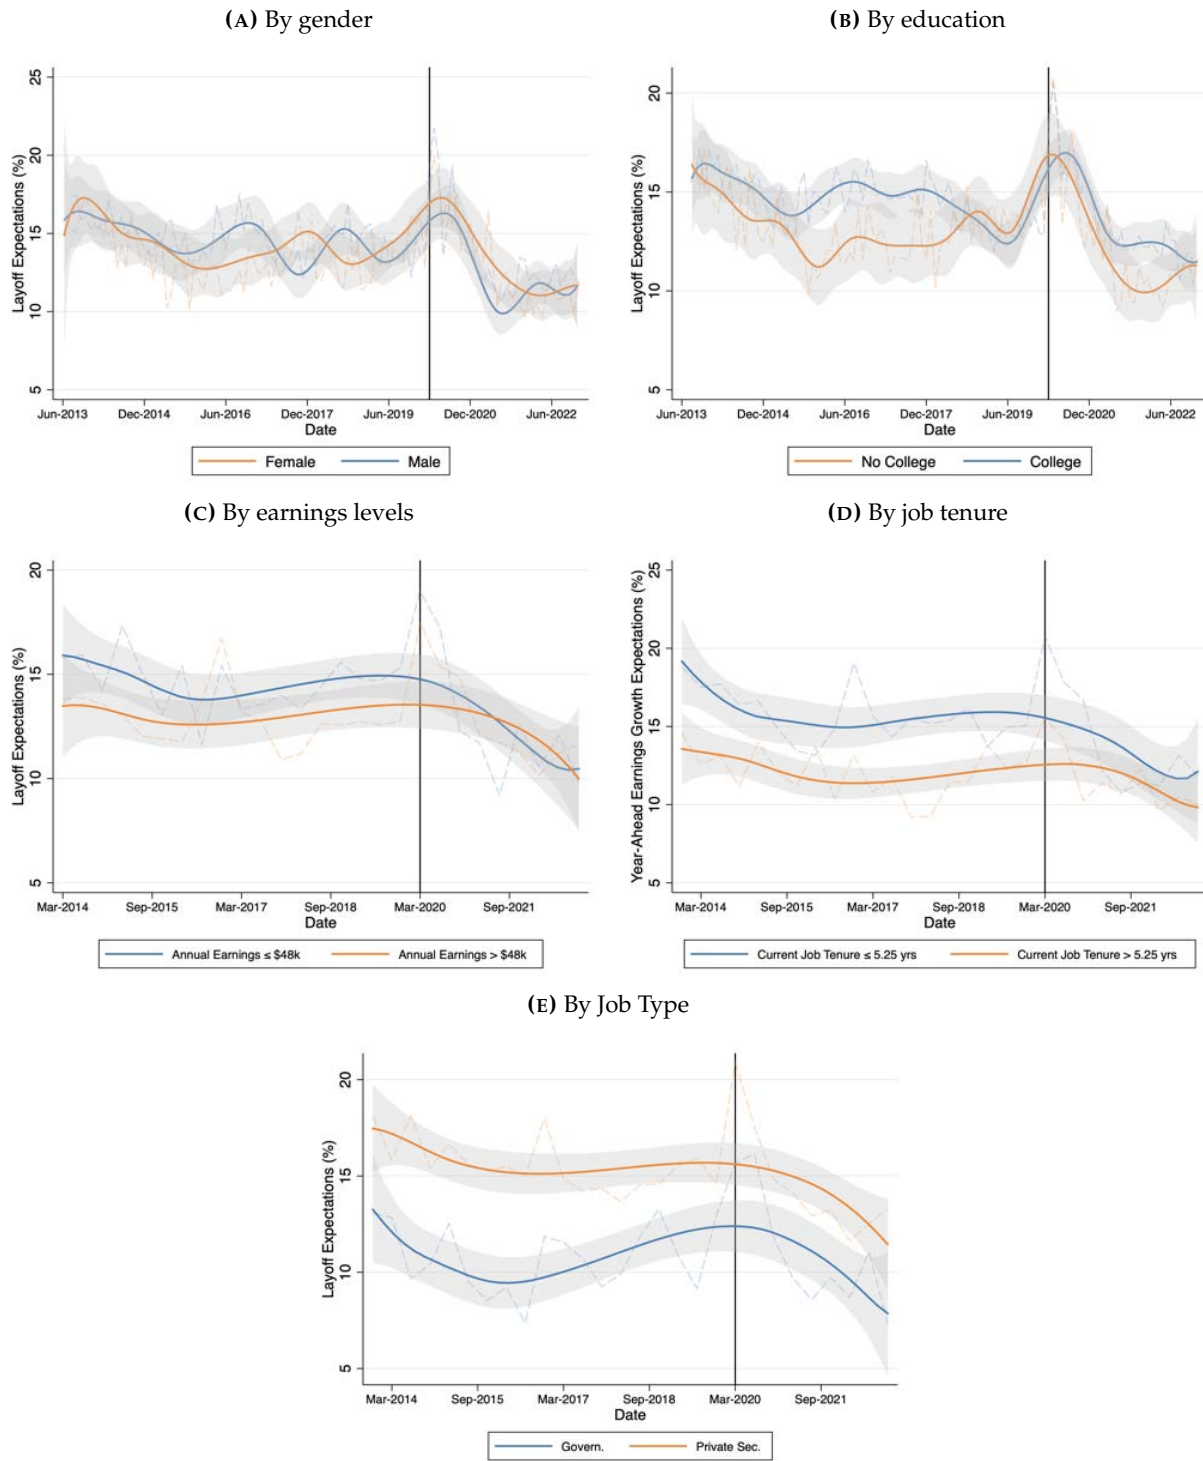 (A) By gender
(B) By education
25
20
15
10
5
Layoff Expectations (%)
Jun-2013 Dec-2014 Jun-2016 Dec-2017 Jun-2019 Dec-2020 Jun-2022
Date
Female Male
20
15
10
5
Layoff Expectations (%)
Jun-2013 Dec-2014 Jun-2016 Dec-2017 Jun-2019 Dec-2020 Jun-2022
Date
No College College
(C) By earnings levels
(D) By job tenure
20
15
10
5
Layoff Expectations (%)
Mar-2014 Sep-2015 Mar-2017 Sep-2018 Mar-2020 Sep-2021
Date
Annual Earnings ≤ $48k Annual Earnings > $48k
25
20
15
10
5
Year-Ahead Earnings Growth Expectations (%)
Mar-2014 Sep-2015 Mar-2017 Sep-2018 Mar-2020 Sep-2021
Date
Current Job Tenure ≤ 5.25 yrs Current Job Tenure > 5.25 yrs
(E) By Job Type
20
15
10
5
Layoff Expectations (%)
Mar-2014 Sep-2015 Mar-2017 Sep-2018 Mar-2020 Sep-2021
Date
Govern. Private Sec.